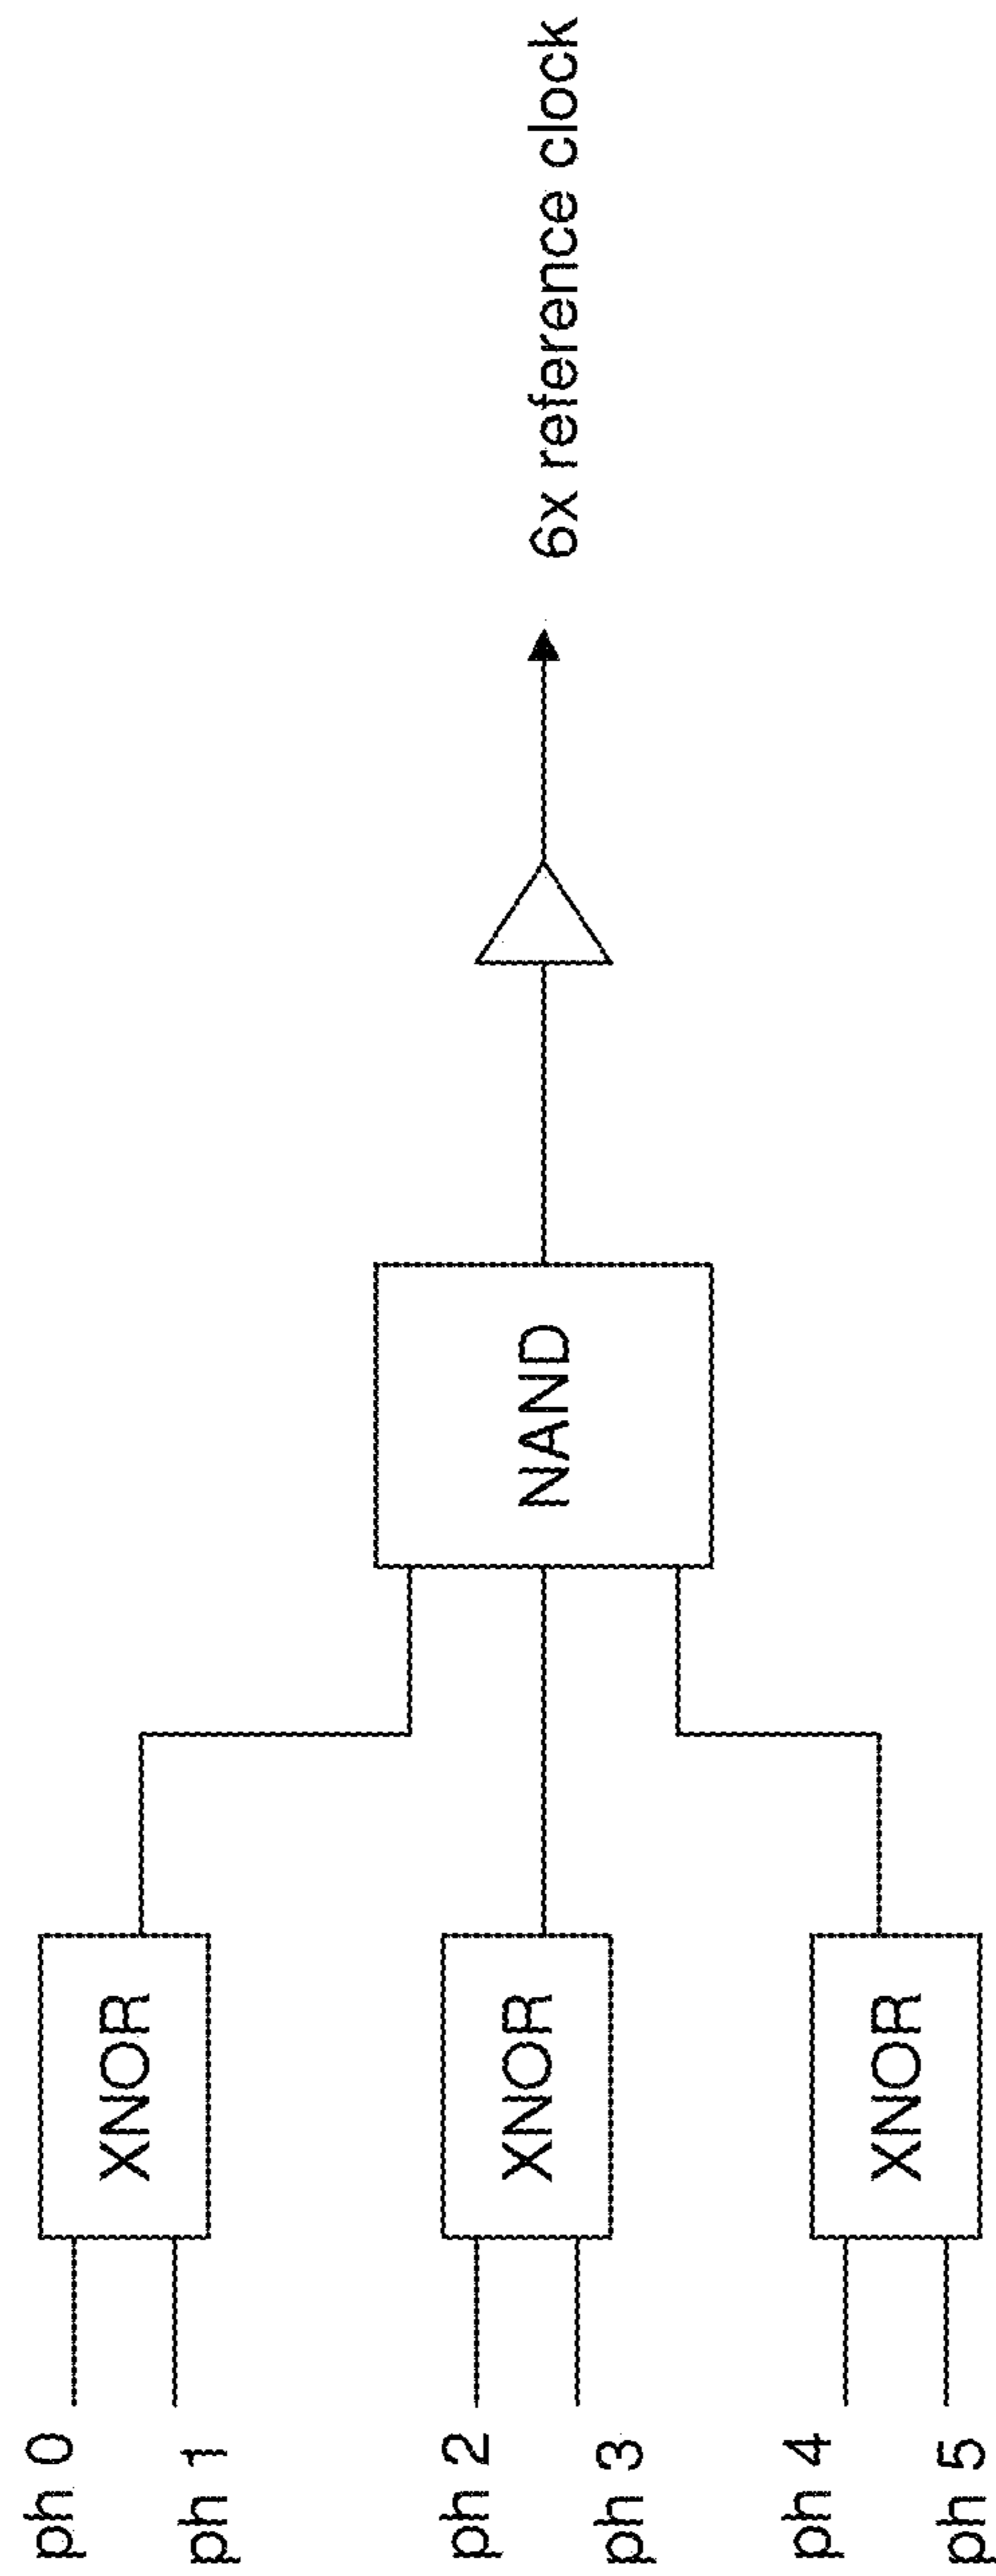 ph 0
ph 1
XNOR
ph 2
ph 3
XNOR
ph 4
ph 5
XNOR
NAND
6x reference clock